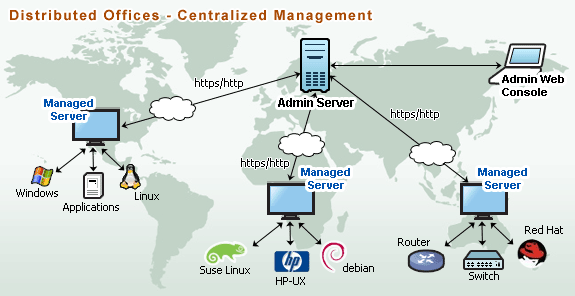 Distributed Offices - Centralized Management
https/http
Admin Server
Admin Web
Console
Managed
Server
https/http
https/http
Windows
Applications
Linux
Managed
Server
Managed
Server
Suse Linux
hp
HP-UX
debian
Router
Switch
Red Hat